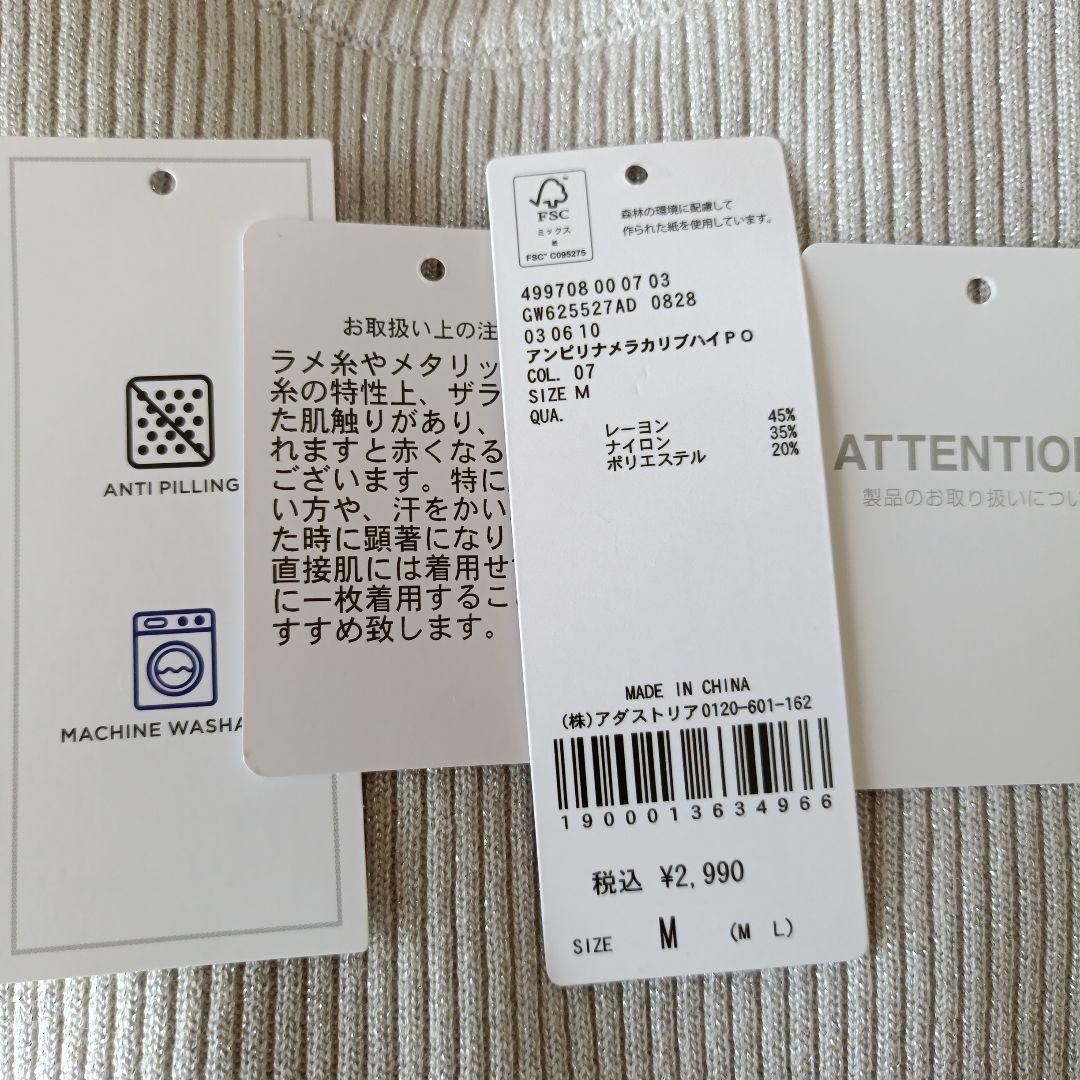 ANTI PILLING
MACHINE WASHA
お取扱い上の注
ラメ糸やメタリッ
糸の特性上、ザラ
た肌触りがあり、
れますと赤くなる
ございます。特に
い方や、汗をかい
た時に顕著になり
直接肌には着用せ
に一枚着用するこ
すすめ致します。
FSC
ミックス
紙
FSC™ C095275
森林の環境に配慮して
作られた紙を使用しています。
499708 00 07 03
GW625527AD 0828
03 06 10
アンピリナメラカリブハイPO
COL. 07
SIZE M
QUA.
レーヨン 45%
ナイロン 35%
ポリエステル 20%
MADE IN CHINA
(株)アダストリア0120-601-162
1900013634966
税込 ¥2,990
SIZE M (M L)
ATTENTION
製品のお取り扱いについ